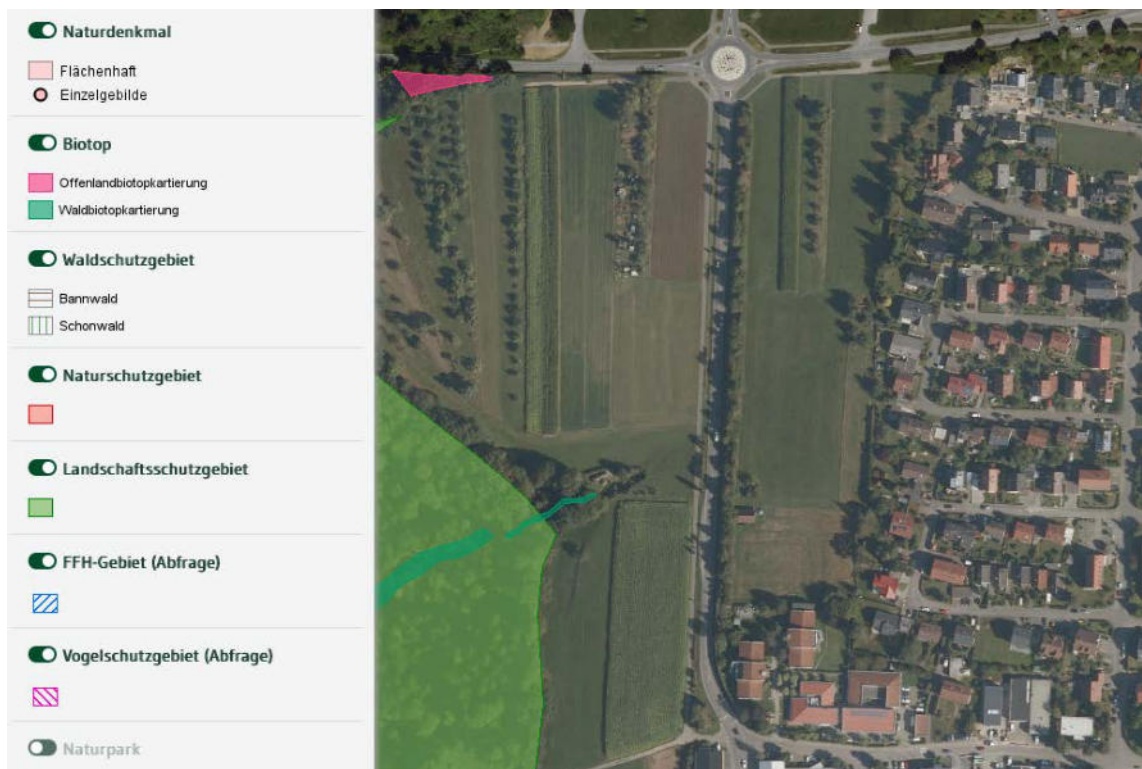 Naturdenkmal
Flächenhaft
Einzelgebilde
Biotop
Offenlandbiotopkartierung
Waldbiotopkartierung
Waldschutzgebiet
Bannwald
Schonwald
Naturschutzgebiet
Landschaftsschutzgebiet
FFH-Gebiet (Abfrage)
Vogelschutzgebiet (Abfrage)
Naturpark